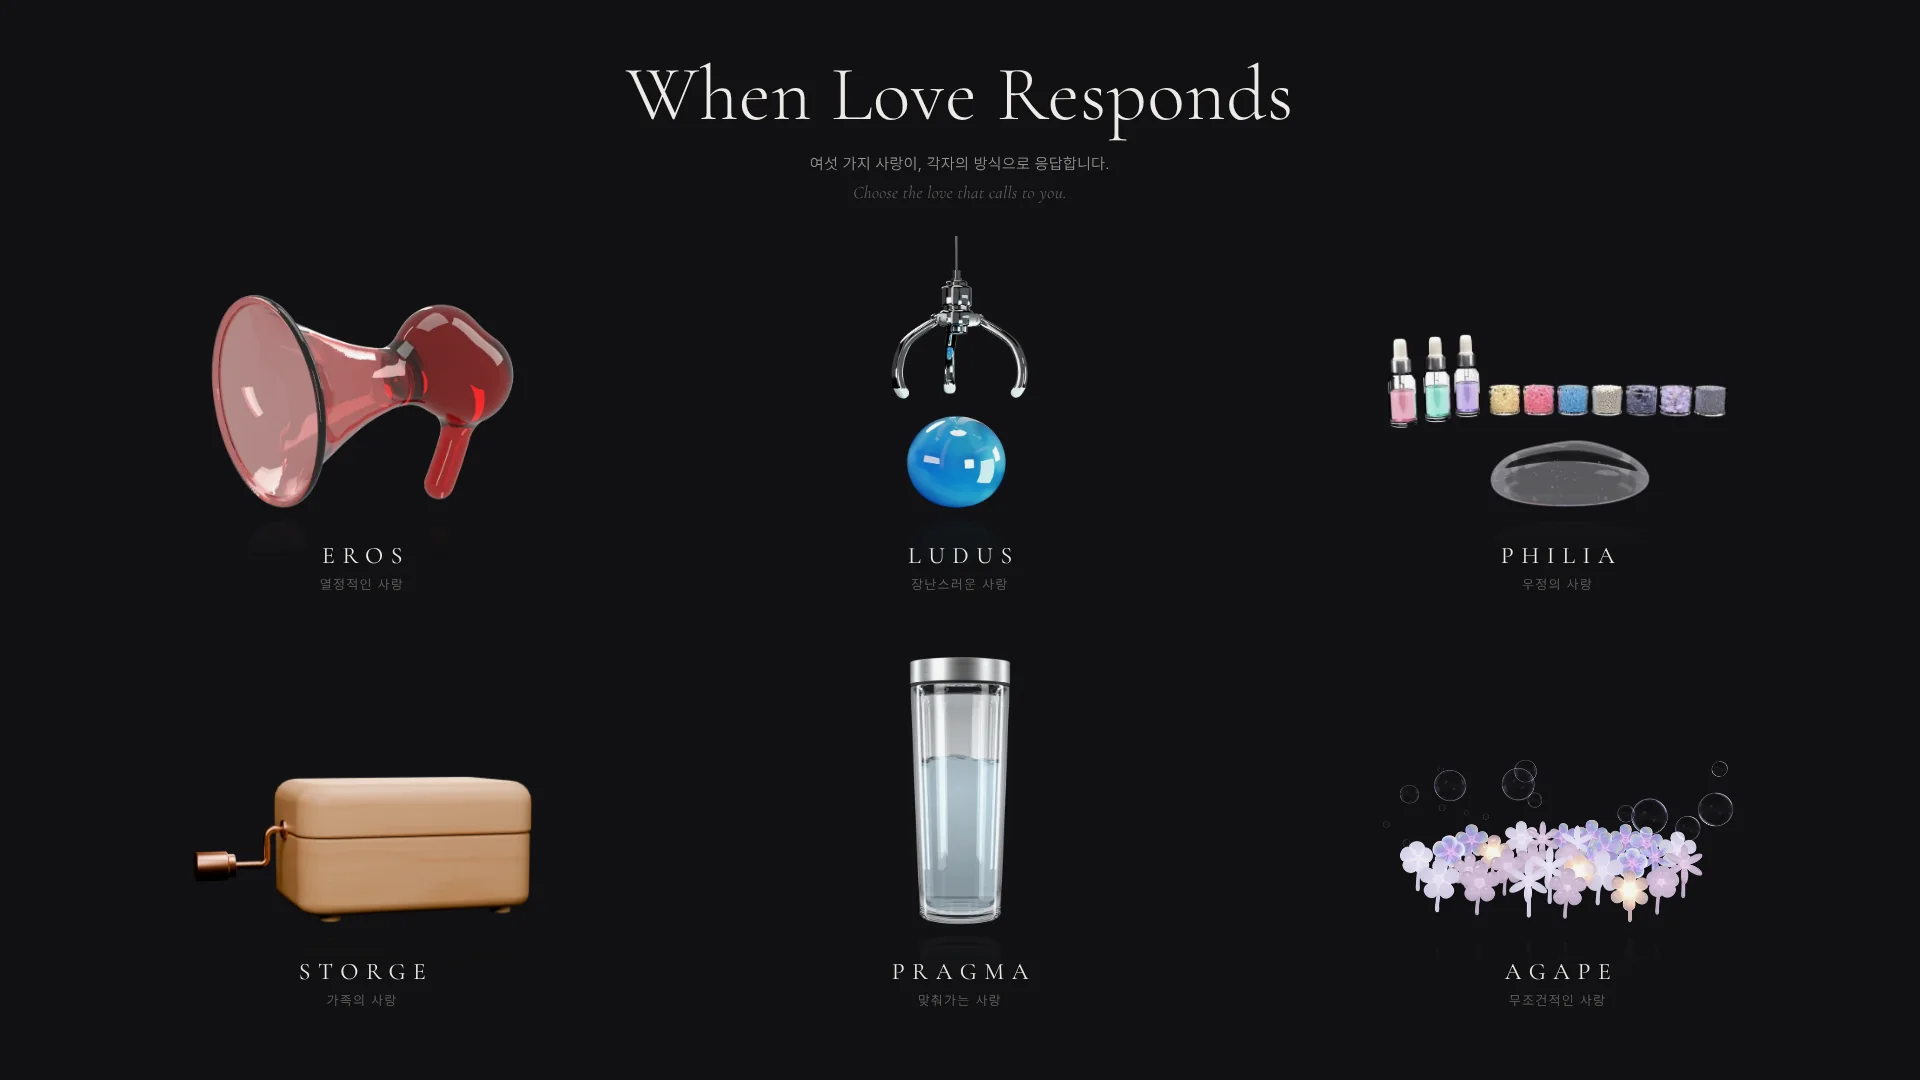 When Love Responds
여섯 가지 사랑이, 각자의 방식으로 응답합니다.
Choose the love that calls to you.
EROS
열정적인 사랑
LUDUS
장난스러운 사랑
PHILIA
우정의 사랑
STORGE
가족의 사랑
PRAGMA
맞춰가는 사랑
AGAPE
무조건적인 사랑